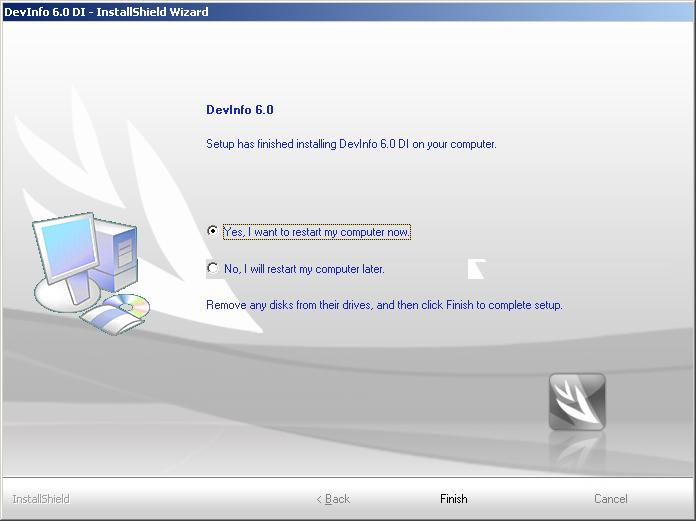 DevInfo 6.0 DI - InstallShield Wizard
DevInfo 6.0
Setup has finished installing DevInfo 6.0 DI on your computer.
Yes, I want to restart my computer now.
No, I will restart my computer later.
Remove any disks from their drives, and then click Finish to complete setup.
InstallShield
< Back
Finish
Cancel